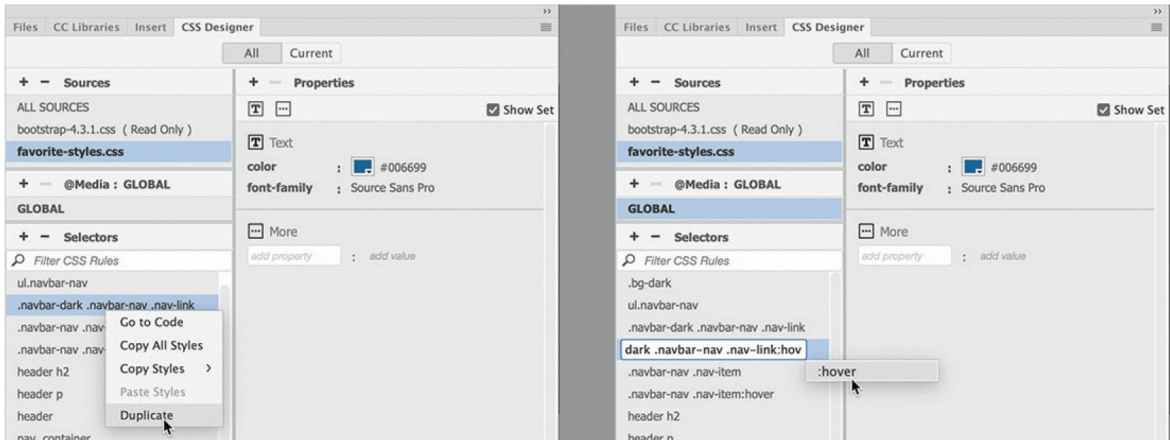 Files CC Libraries Insert CSS Designer
All Current
+ − Sources
ALL SOURCES
bootstrap-4.3.1.css ( Read Only )
favorite-styles.css
+ − @Media : GLOBAL
GLOBAL
+ − Selectors
Filter CSS Rules
ul.navbar-nav
.navbar-dark .navbar-nav .nav-link
.navbar-nav .nav-
.navbar-nav .nav-
header h2
header p
header
nav, container
Go to Code
Copy All Styles
Copy Styles >
Paste Styles
Duplicate
+ − Properties
Show Set
Text
color : #006699
font-family : Source Sans Pro
More
add property : add value
Files CC Libraries Insert CSS Designer
All Current
+ − Sources
ALL SOURCES
bootstrap-4.3.1.css ( Read Only )
favorite-styles.css
+ − @Media : GLOBAL
GLOBAL
+ − Selectors
Filter CSS Rules
.bg-dark
ul.navbar-nav
.navbar-dark .navbar-nav .nav-link
dark .navbar-nav .nav-link:hov
:hover
.navbar-nav .nav-item
.navbar-nav .nav-item:hover
header h2
header p
+ − Properties
Show Set
Text
color : #006699
font-family : Source Sans Pro
More
add property : add value